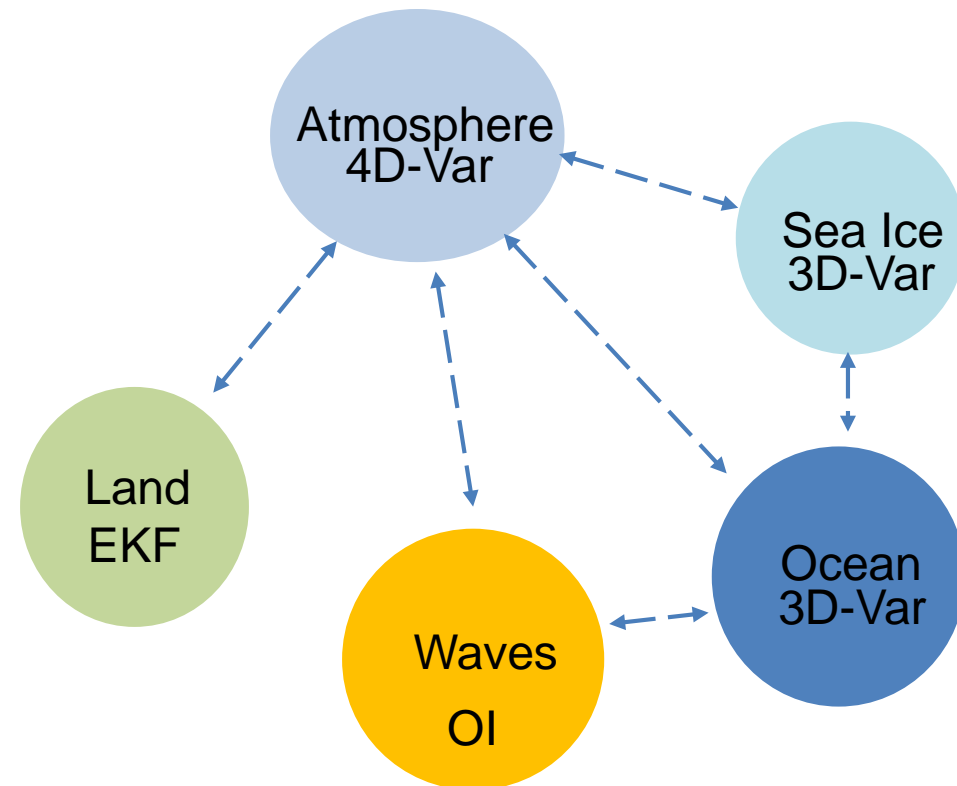 Atmosphere
4D-Var
Sea Ice
3D-Var
Land
EKF
Ocean
3D-Var
Waves
OI